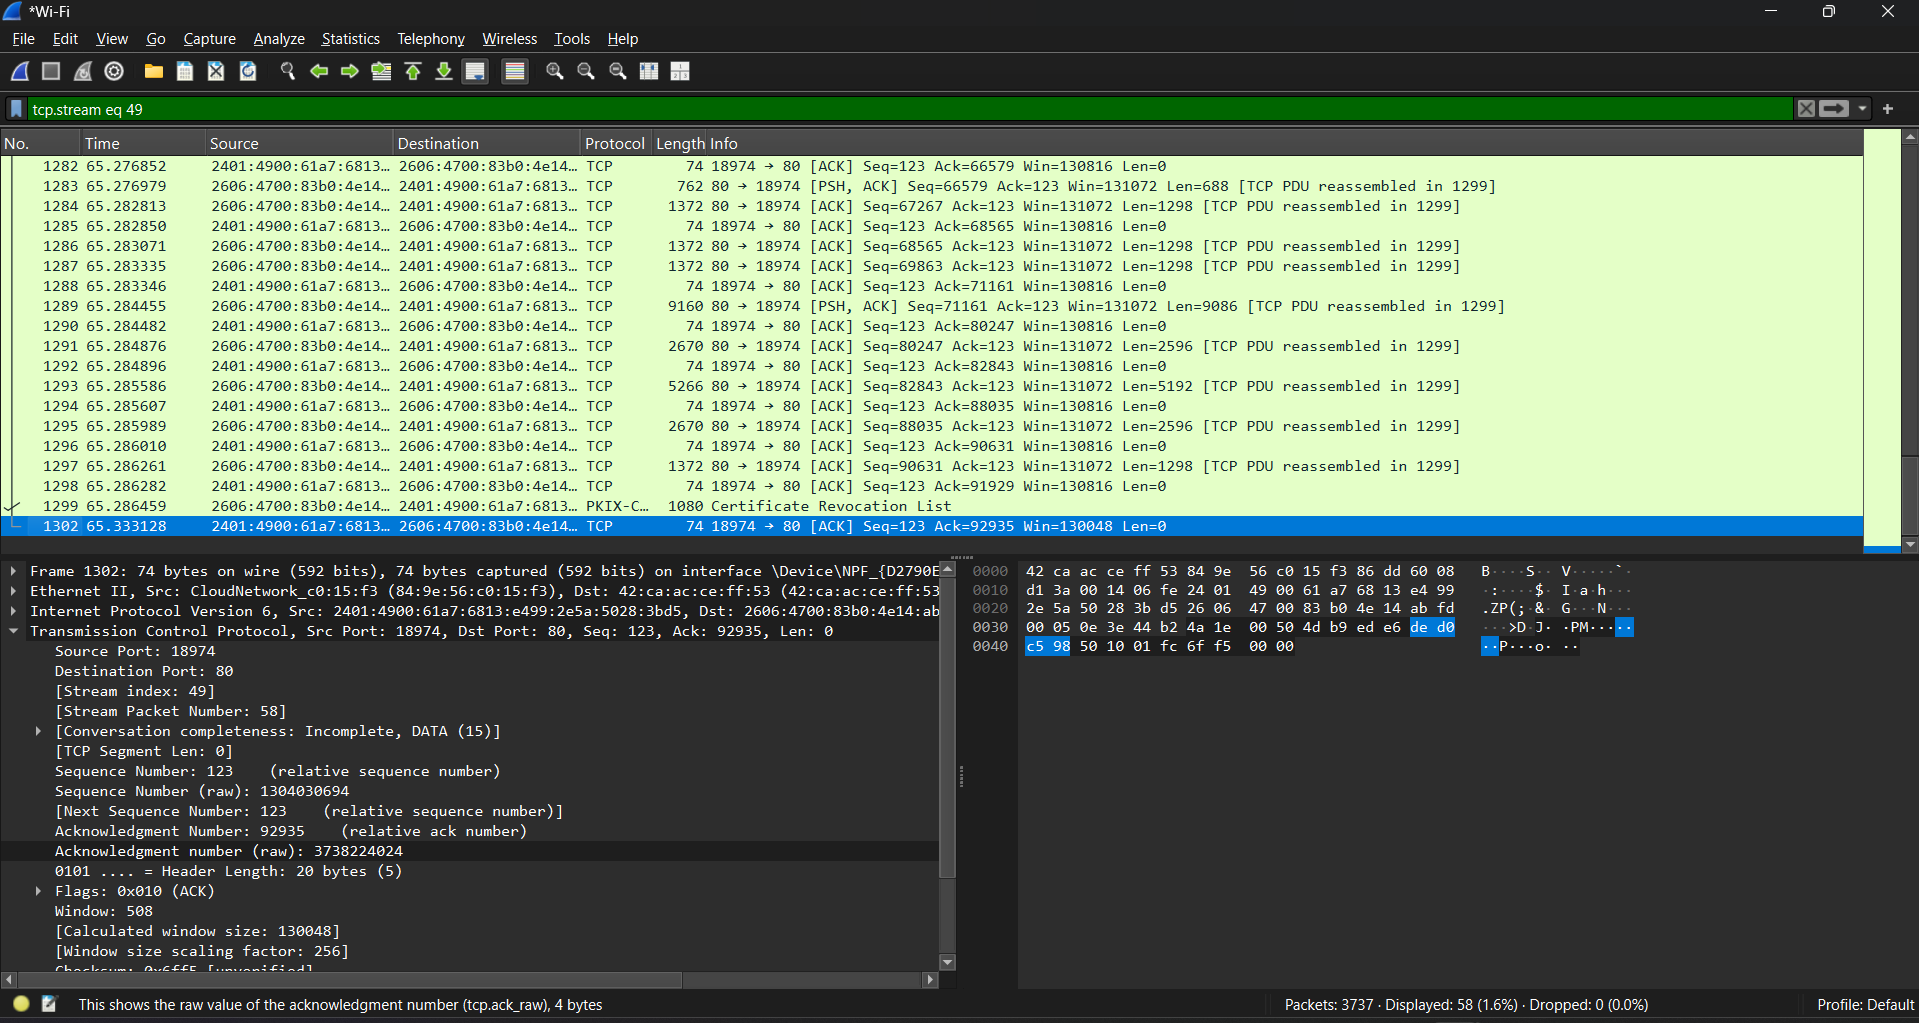 *Wi-Fi
File Edit View Go Capture Analyze Statistics Telephony Wireless Tools Help
tcp.stream eq 49
No. Time Source Destination Protocol Length Info
1282 65.276852 2401:4900:61a7:6813… 2606:4700:83b0:4e14… TCP 74 18974 → 80 [ACK] Seq=123 Ack=66579 Win=130816 Len=0
1283 65.276979 2606:4700:83b0:4e14… 2401:4900:61a7:6813… TCP 762 80 → 18974 [PSH, ACK] Seq=66579 Ack=123 Win=131072 Len=688 [TCP PDU reassembled in 1299]
1284 65.282813 2606:4700:83b0:4e14… 2401:4900:61a7:6813… TCP 1372 80 → 18974 [ACK] Seq=67267 Ack=123 Win=131072 Len=1298 [TCP PDU reassembled in 1299]
1285 65.282850 2401:4900:61a7:6813… 2606:4700:83b0:4e14… TCP 74 18974 → 80 [ACK] Seq=123 Ack=68565 Win=130816 Len=0
1286 65.283071 2606:4700:83b0:4e14… 2401:4900:61a7:6813… TCP 1372 80 → 18974 [ACK] Seq=68565 Ack=123 Win=131072 Len=1298 [TCP PDU reassembled in 1299]
1287 65.283335 2606:4700:83b0:4e14… 2401:4900:61a7:6813… TCP 1372 80 → 18974 [ACK] Seq=69863 Ack=123 Win=131072 Len=1298 [TCP PDU reassembled in 1299]
1288 65.283346 2401:4900:61a7:6813… 2606:4700:83b0:4e14… TCP 74 18974 → 80 [ACK] Seq=123 Ack=71161 Win=130816 Len=0
1289 65.284455 2606:4700:83b0:4e14… 2401:4900:61a7:6813… TCP 9160 80 → 18974 [PSH, ACK] Seq=71161 Ack=123 Win=131072 Len=9086 [TCP PDU reassembled in 1299]
1290 65.284482 2401:4900:61a7:6813… 2606:4700:83b0:4e14… TCP 74 18974 → 80 [ACK] Seq=123 Ack=80247 Win=130816 Len=0
1291 65.284876 2606:4700:83b0:4e14… 2401:4900:61a7:6813… TCP 2670 80 → 18974 [ACK] Seq=80247 Ack=123 Win=131072 Len=2596 [TCP PDU reassembled in 1299]
1292 65.284896 2401:4900:61a7:6813… 2606:4700:83b0:4e14… TCP 74 18974 → 80 [ACK] Seq=123 Ack=82843 Win=130816 Len=0
1293 65.285586 2606:4700:83b0:4e14… 2401:4900:61a7:6813… TCP 5266 80 → 18974 [ACK] Seq=82843 Ack=123 Win=131072 Len=5192 [TCP PDU reassembled in 1299]
1294 65.285607 2401:4900:61a7:6813… 2606:4700:83b0:4e14… TCP 74 18974 → 80 [ACK] Seq=123 Ack=88035 Win=130816 Len=0
1295 65.285989 2606:4700:83b0:4e14… 2401:4900:61a7:6813… TCP 2670 80 → 18974 [ACK] Seq=88035 Ack=123 Win=131072 Len=2596 [TCP PDU reassembled in 1299]
1296 65.286010 2401:4900:61a7:6813… 2606:4700:83b0:4e14… TCP 74 18974 → 80 [ACK] Seq=123 Ack=90631 Win=130816 Len=0
1297 65.286261 2606:4700:83b0:4e14… 2401:4900:61a7:6813… TCP 1372 80 → 18974 [ACK] Seq=90631 Ack=123 Win=131072 Len=1298 [TCP PDU reassembled in 1299]
1298 65.286282 2401:4900:61a7:6813… 2606:4700:83b0:4e14… TCP 74 18974 → 80 [ACK] Seq=123 Ack=91929 Win=130816 Len=0
1299 65.286459 2606:4700:83b0:4e14… 2401:4900:61a7:6813… PKIX-C… 1080 Certificate Revocation List
1302 65.333128 2401:4900:61a7:6813… 2606:4700:83b0:4e14… TCP 74 18974 → 80 [ACK] Seq=123 Ack=92935 Win=130048 Len=0
Frame 1302: 74 bytes on wire (592 bits), 74 bytes captured (592 bits) on interface \Device\NPF_{D2790E
Ethernet II, Src: CloudNetwork_c0:15:f3 (84:9e:56:c0:15:f3), Dst: 42:ca:ac:ce:ff:53 (42:ca:ac:ce:ff:53
Internet Protocol Version 6, Src: 2401:4900:61a7:6813:e499:2e5a:5028:3bd5, Dst: 2606:4700:83b0:4e14:ab
Transmission Control Protocol, Src Port: 18974, Dst Port: 80, Seq: 123, Ack: 92935, Len: 0
Source Port: 18974
Destination Port: 80
[Stream index: 49]
[Stream Packet Number: 58]
[Conversation completeness: Incomplete, DATA (15)]
[TCP Segment Len: 0]
Sequence Number: 123 (relative sequence number)
Sequence Number (raw): 1304030694
[Next Sequence Number: 123 (relative sequence number)]
Acknowledgment Number: 92935 (relative ack number)
Acknowledgment number (raw): 3738224024
0101 .... = Header Length: 20 bytes (5)
Flags: 0x010 (ACK)
Window: 508
[Calculated window size: 130048]
[Window size scaling factor: 256]
Checksum: 0x6ff5 [unverified]
0000 42 ca ac ce ff 53 84 9e 56 c0 15 f3 86 dd 60 08 B····S·· V·····`·
0010 d1 3a 00 14 06 fe 24 01 49 00 61 a7 68 13 e4 99 ·:····$· I·a·h···
0020 2e 5a 50 28 3b d5 26 06 47 00 83 b0 4e 14 ab fd .ZP(;·&· G···N···
0030 00 05 0e 3e 44 b2 4a 1e 00 50 4d b9 ed e6 de d0 ···>D·J· ·PM·····
0040 c5 98 50 10 01 fc 6f f5 00 00 ··P···o· ··
This shows the raw value of the acknowledgment number (tcp.ack_raw), 4 bytes
Packets: 3737 · Displayed: 58 (1.6%) · Dropped: 0 (0.0%)
Profile: Default